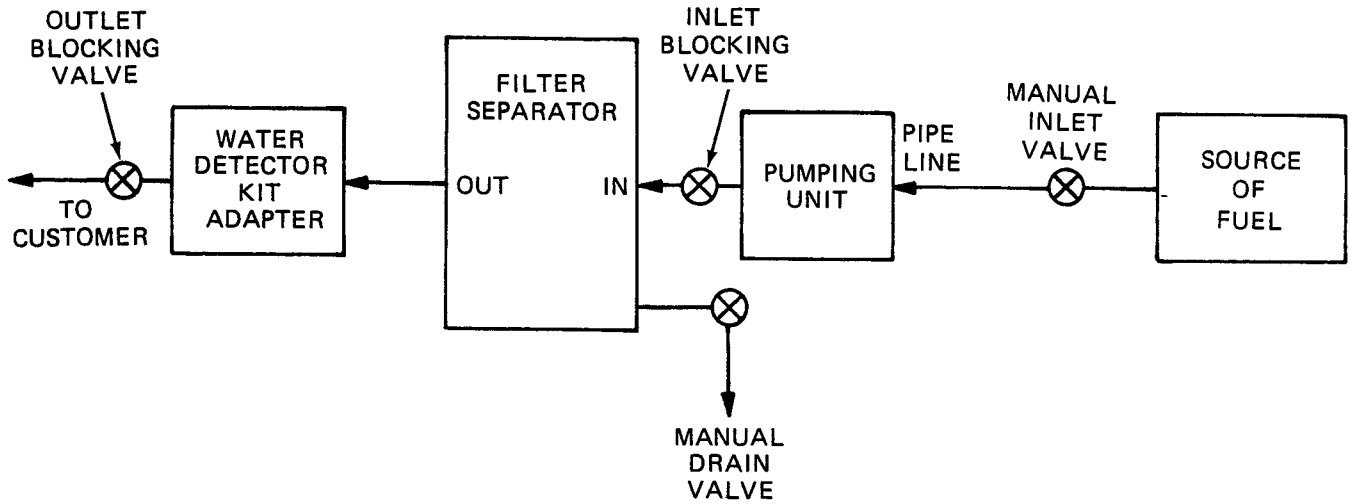 OUTLET
BLOCKING
VALVE
WATER
DETECTOR
KIT
ADAPTER
TO
CUSTOMER
FILTER
SEPARATOR
OUT
IN
INLET
BLOCKING
VALVE
PUMPING
UNIT
PIPE
LINE
MANUAL
INLET
VALVE
SOURCE
OF
FUEL
MANUAL
DRAIN
VALVE